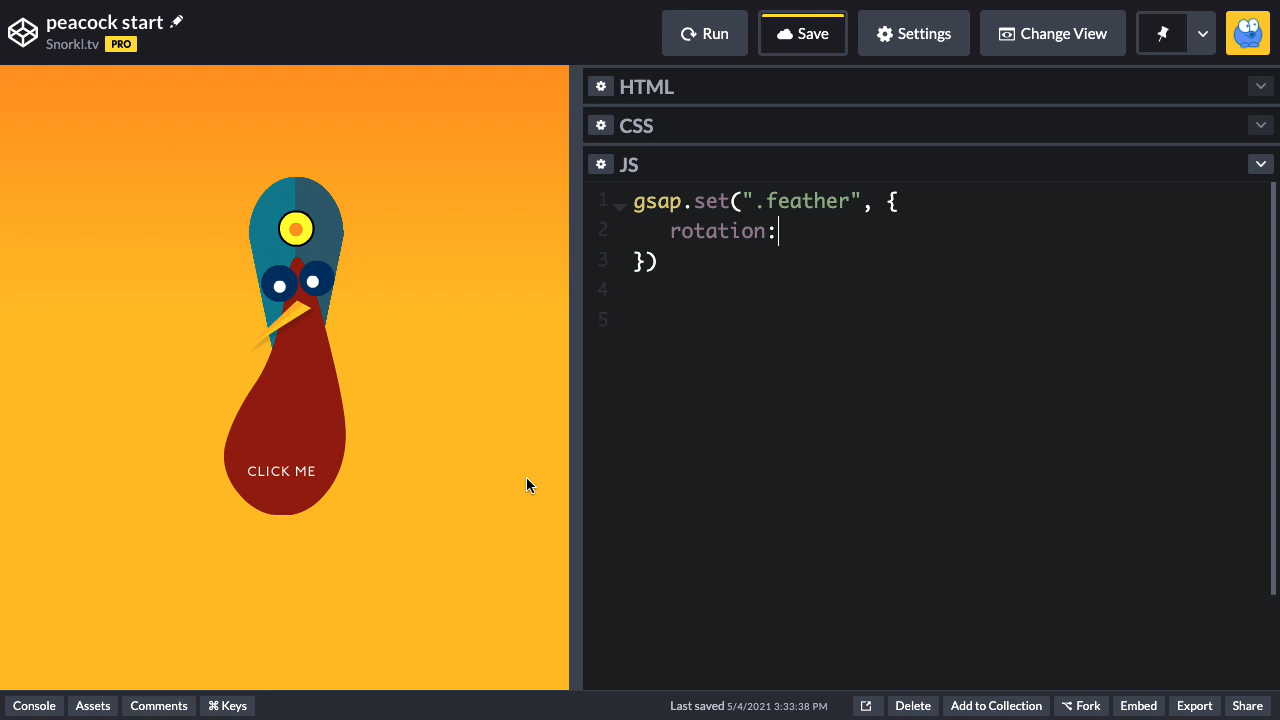 peacock start
Snorkl.tv PRO
Run
Save
Settings
Change View
HTML
CSS
JS
1 gsap.set(".feather", {
2 rotation:
3 })
4
5
CLICK ME
Console
Assets
Comments
⌘ Keys
Last saved 5/4/2021 3:33:38 PM
Delete
Add to Collection
⌥ Fork
Embed
Export
Share